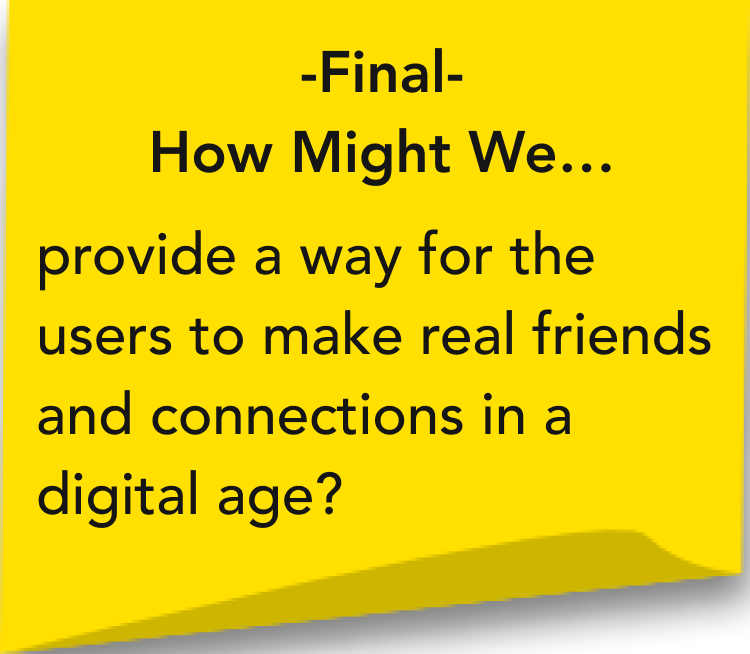 -Final-
How Might We...
provide a way for the
users to make real friends
and connections in a
digital age?